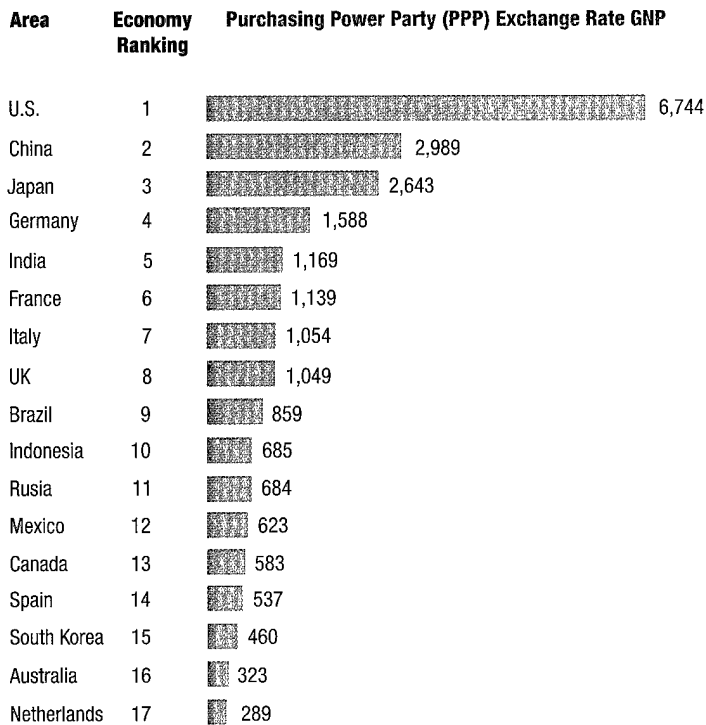 Area Economy Ranking Purchasing Power Party (PPP) Exchange Rate GNP
U.S. 1 6,744
China 2 2,989
Japan 3 2,643
Germany 4 1,588
India 5 1,169
France 6 1,139
Italy 7 1,054
UK 8 1,049
Brazil 9 859
Indonesia 10 685
Rusia 11 684
Mexico 12 623
Canada 13 583
Spain 14 537
South Korea 15 460
Australia 16 323
Netherlands 17 289